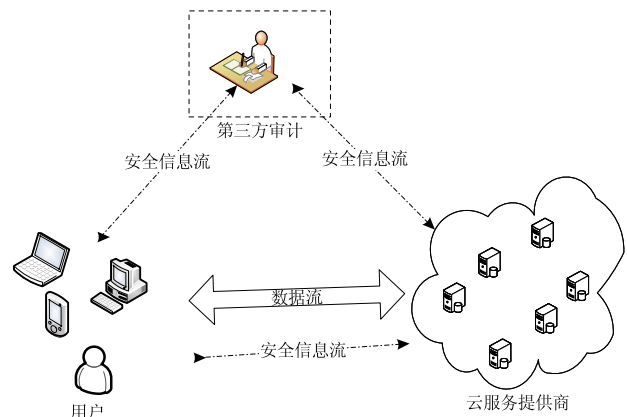 第三方审计
安全信息流
安全信息流
数据流
安全信息流
云服务提供商
用户